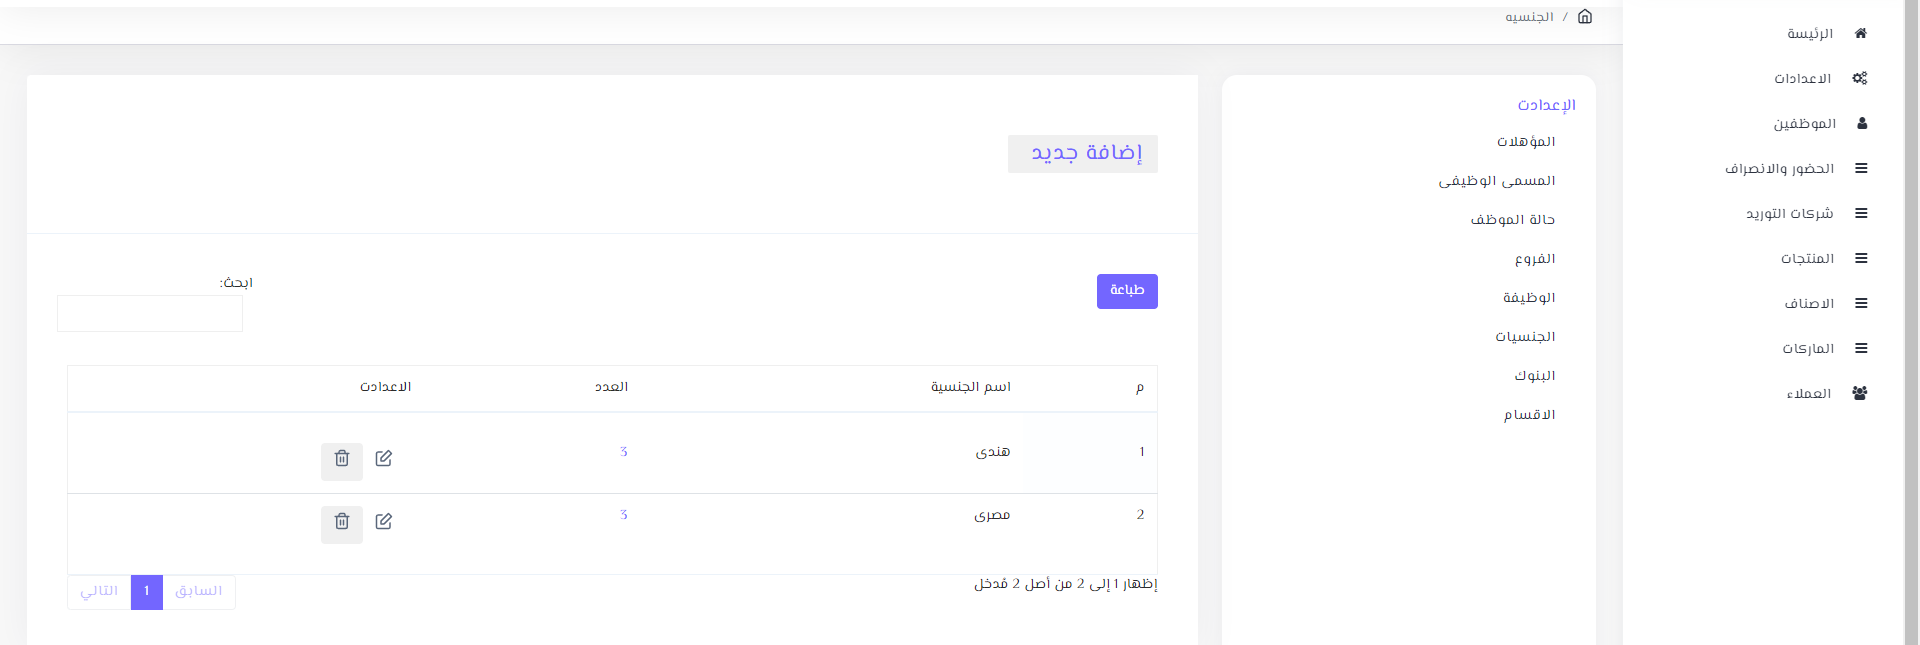 الرئيسة
الاعدادات
الموظفين
الحضور والانصراف
شركات التوريد
المنتجات
الاصناف
الماركات
العملاء
/ الجنسيه
الإعدادت
المؤهلات
المسمى الوظيفى
حالة الموظف
الفروع
الوظيفة
الجنسيات
البنوك
الاقسام
إضافة جديد
طباعة
ابحث:
م اسم الجنسية العدد الاعدادت
1 هندى 3
2 مصرى 3
إظهار 1 إلى 2 من أصل 2 مُدخل
السابق 1 التالي